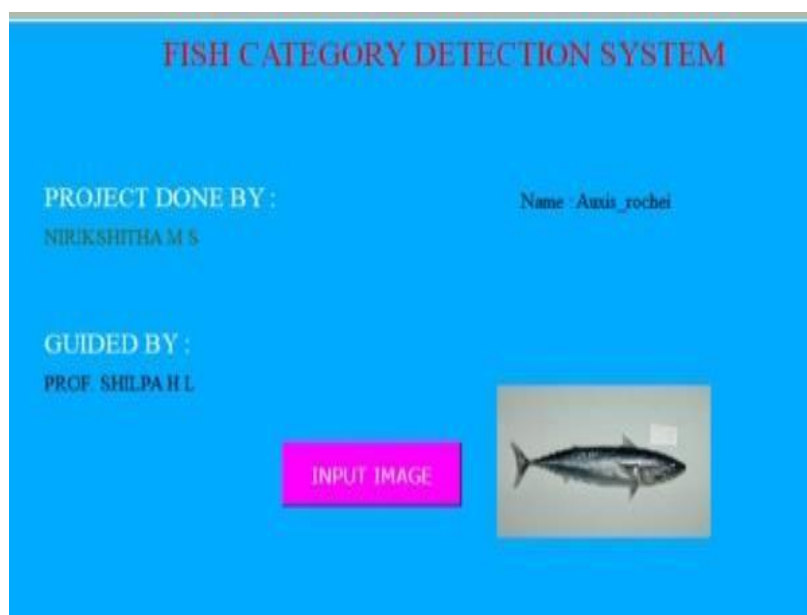 FISH CATEGORY DETECTION SYSTEM
PROJECT DONE BY :
NIRIKSHITHA M S
Name : Auxis_rochei
GUIDED BY :
PROF. SHILPA H L
INPUT IMAGE